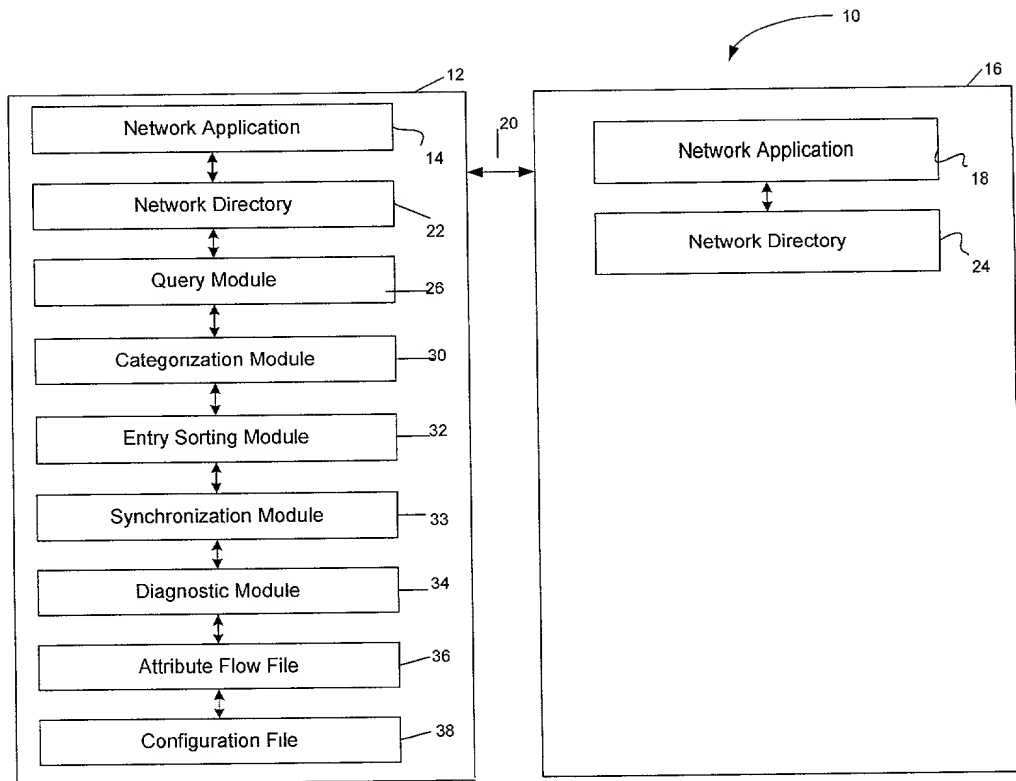 10
12
Network Application
14
Network Directory
22
Query Module
26
Categorization Module
30
Entry Sorting Module
32
Synchronization Module
33
Diagnostic Module
34
Attribute Flow File
36
Configuration File
38
20
16
Network Application
18
Network Directory
24